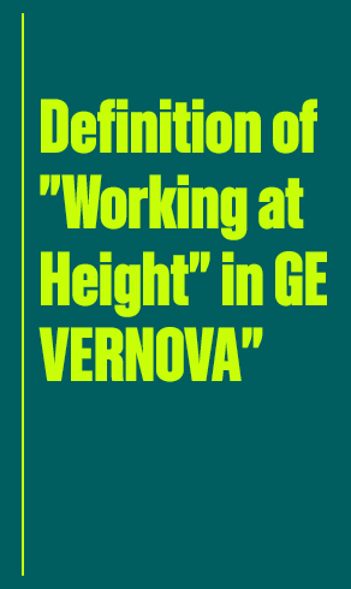 Definition of
"Working at
Height" in GE
VERNOVA"